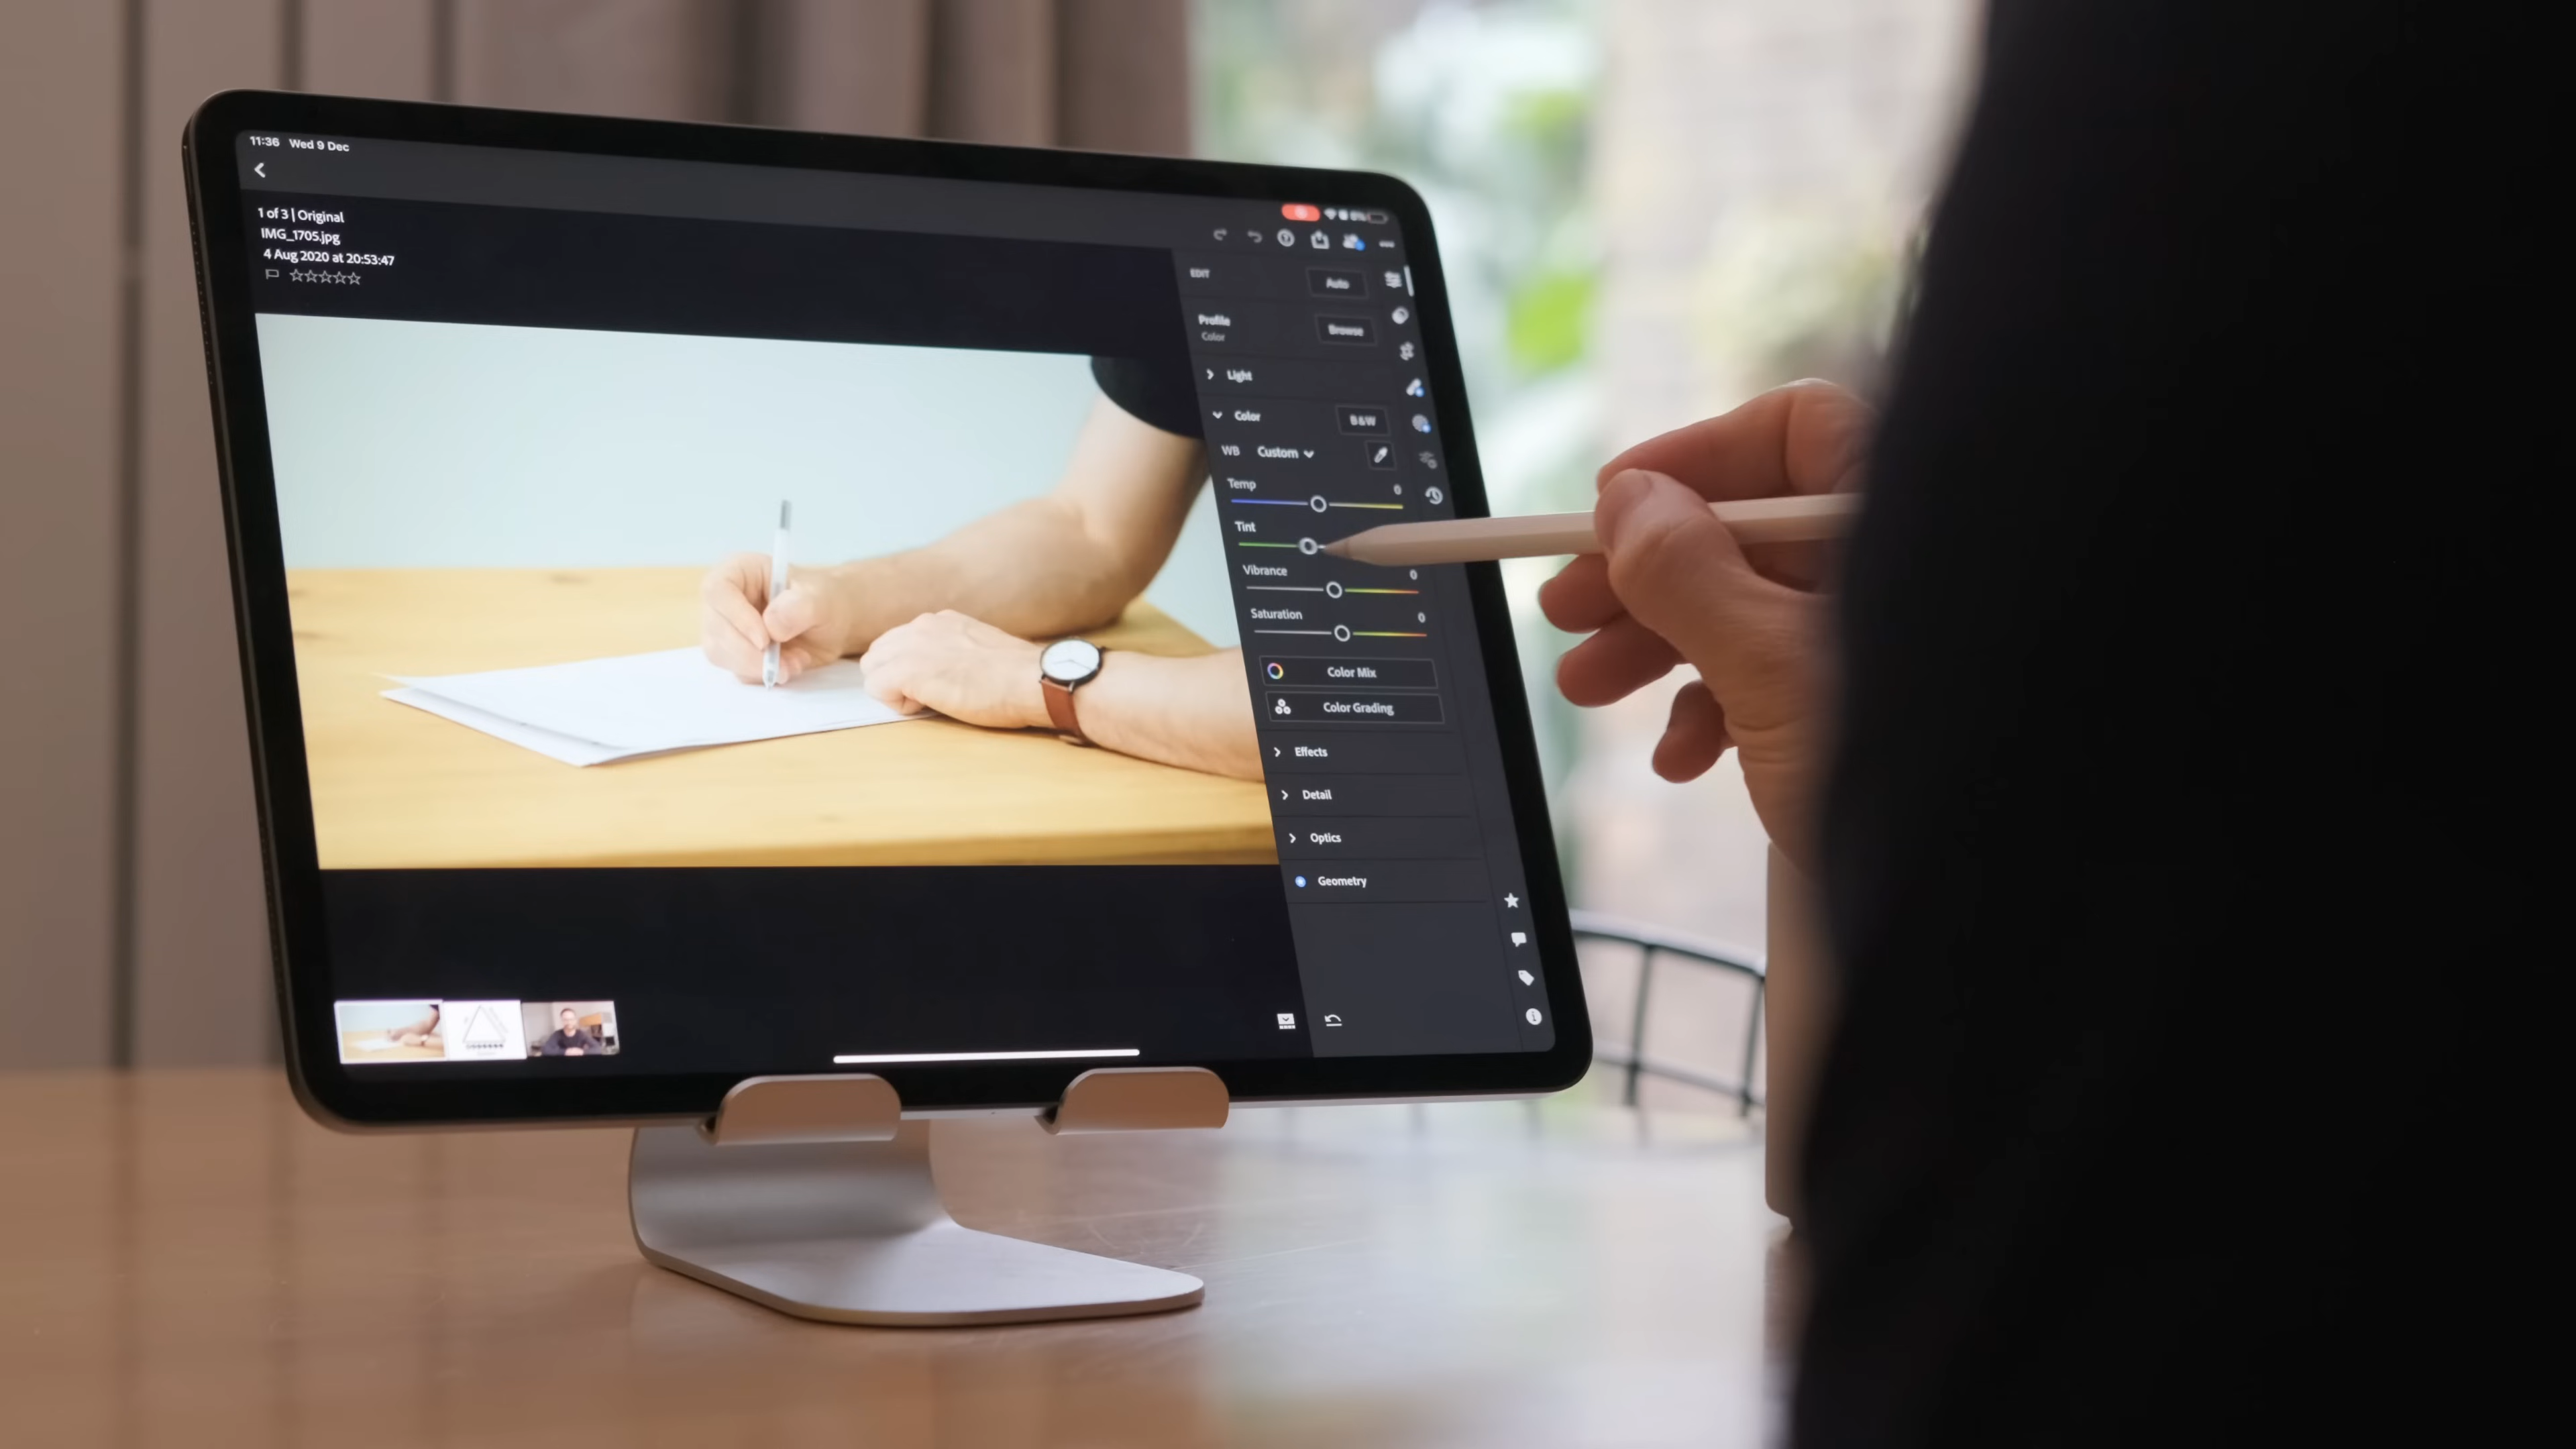 11:36 Wed 9 Dec
1 of 3 | Original
IMG_1705.jpg
4 Aug 2020 at 20:53:47
EDIT Auto
Profile Browse
Color
Light
Color B&W
WB Custom
Temp 0
Tint
Vibrance 0
Saturation 0
Color Mix
Color Grading
Effects
Detail
Optics
Geometry